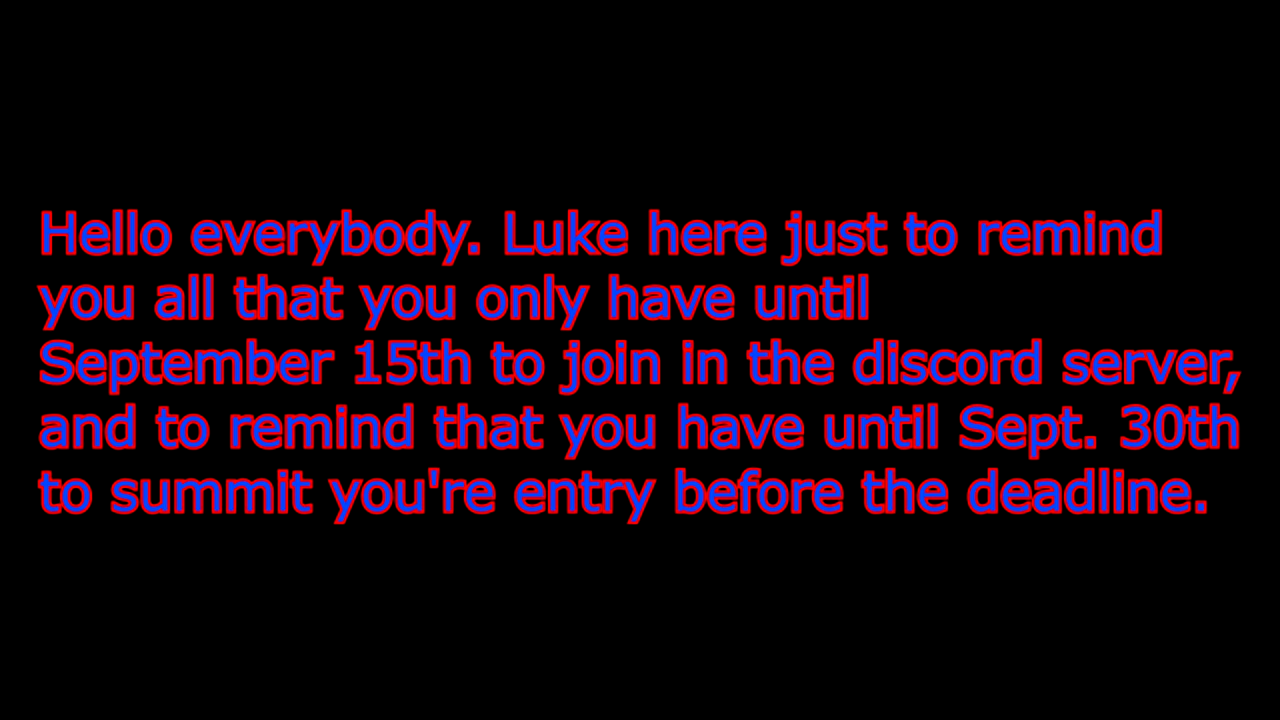 Hello everybody. Luke here just to remind
you all that you only have until
September 15th to join in the discord server,
and to remind that you have until Sept. 30th
to summit you're entry before the deadline.